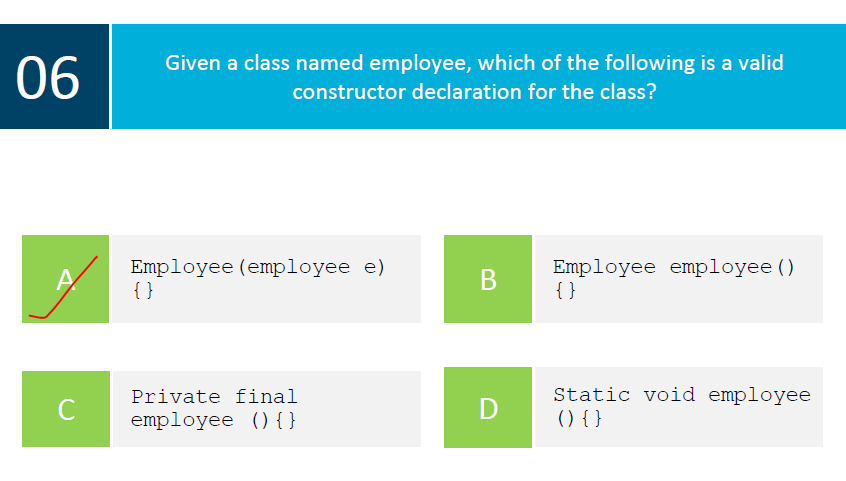 06
Given a class named employee, which of the following is a valid
constructor declaration for the class?
A
Employee(employee e)
{}
B
Employee employee()
{}
C
Private final
employee (){}
D
Static void employee
(){}